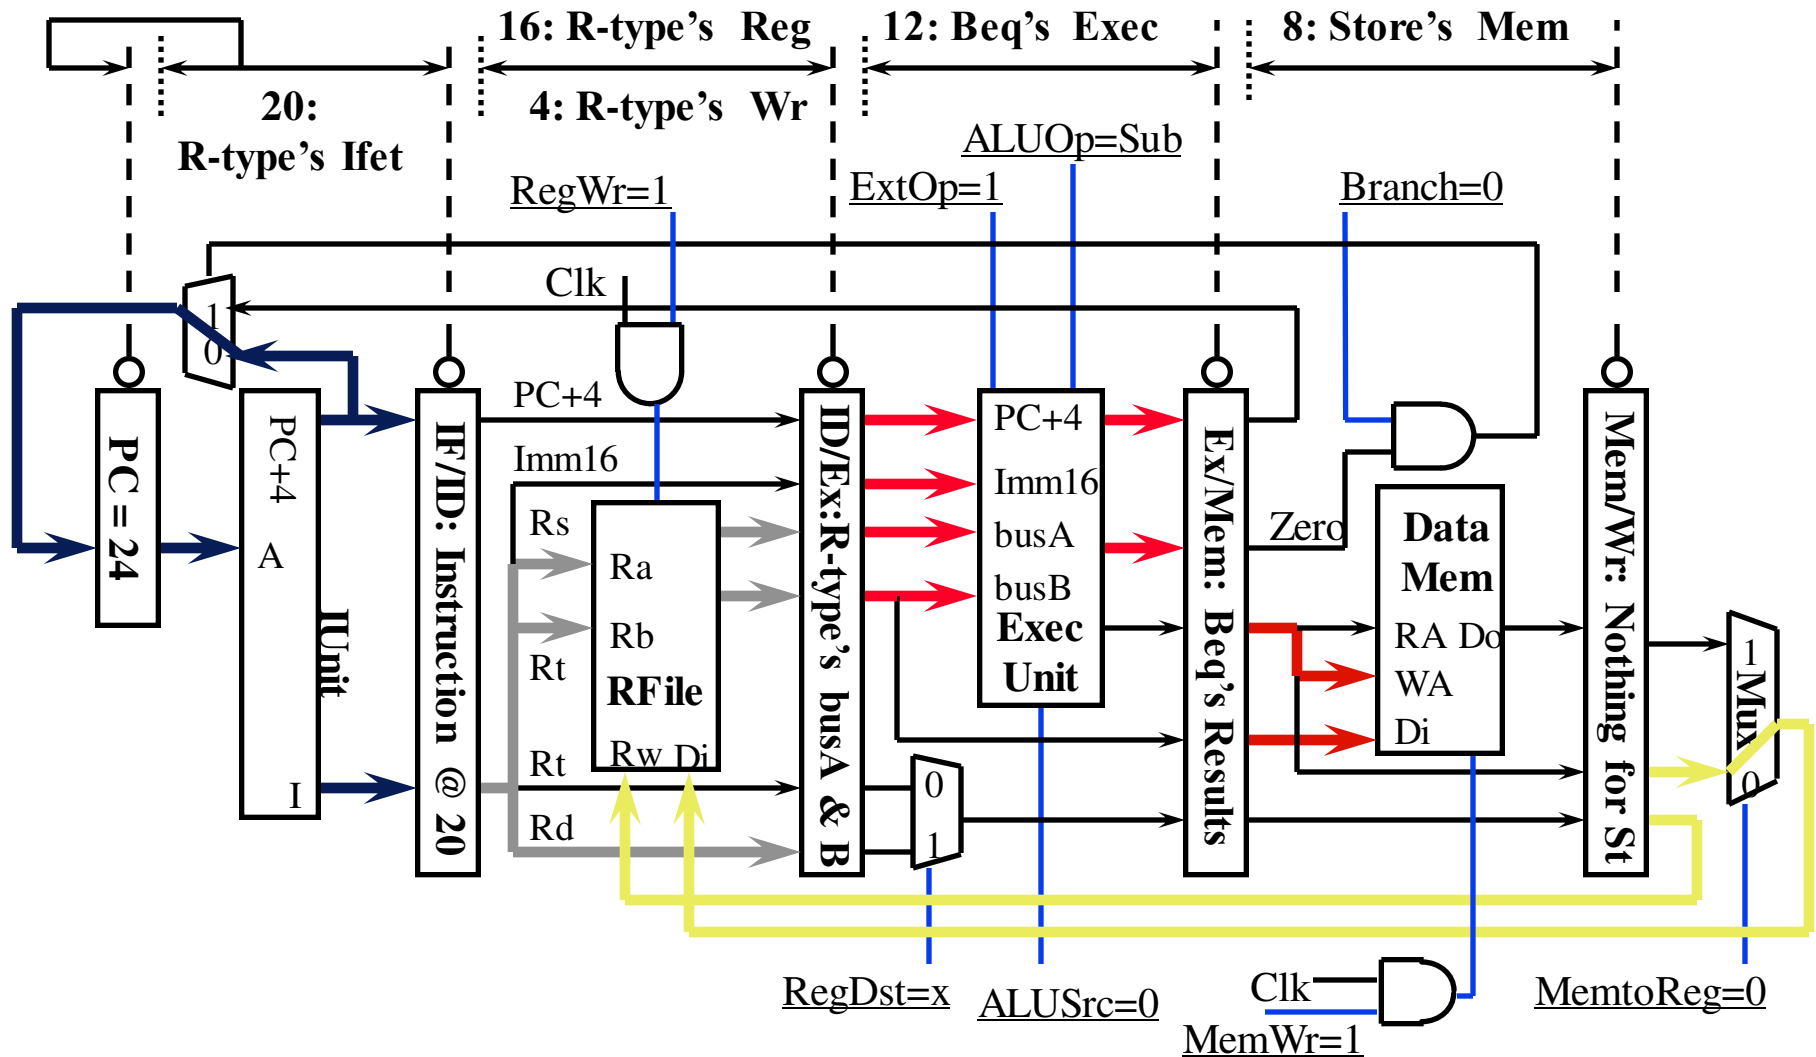 16: R-type's Reg
12: Beq's Exec
8: Store's Mem
20:
R-type's Ifet
4: R-type's Wr
ALUOp=Sub
RegWr=1
ExtOp=1
Branch=0
Clk
1
0
PC = 24
PC+4
A
I
IUnit
IF/ID: Instruction @ 20
PC+4
Imm16
Rs
Ra
Rb
Rt
RFile
Rw Di
Rt
Rd
ID/Ex:R-type's busA & B
PC+4
Imm16
busA
busB
Exec
Unit
0
1
Ex/Mem: Beq's Results
Zero
Data
Mem
RA Do
WA
Di
Mem/Wr: Nothing for St
1
Mux
0
RegDst=x
ALUSrc=0
Clk
MemWr=1
MemtoReg=0